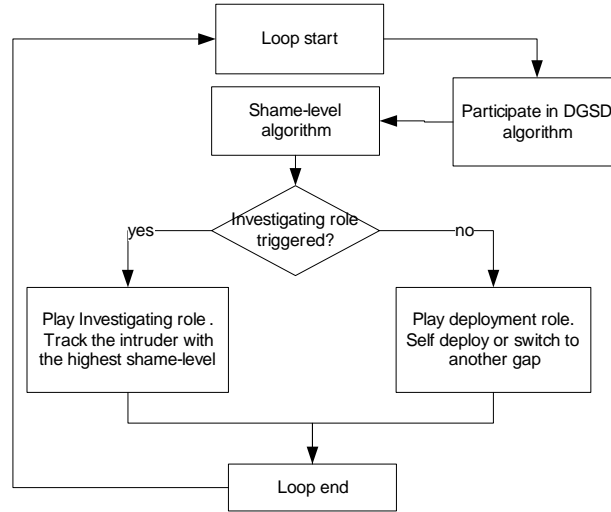 Loop start
Participate in DGSD
algorithm
Shame-level
algorithm
Investigating role
triggered?
yes
no
Play Investigating role .
Track the intruder with
the highest shame-level
Play deployment role.
Self deploy or switch to
another gap
Loop end